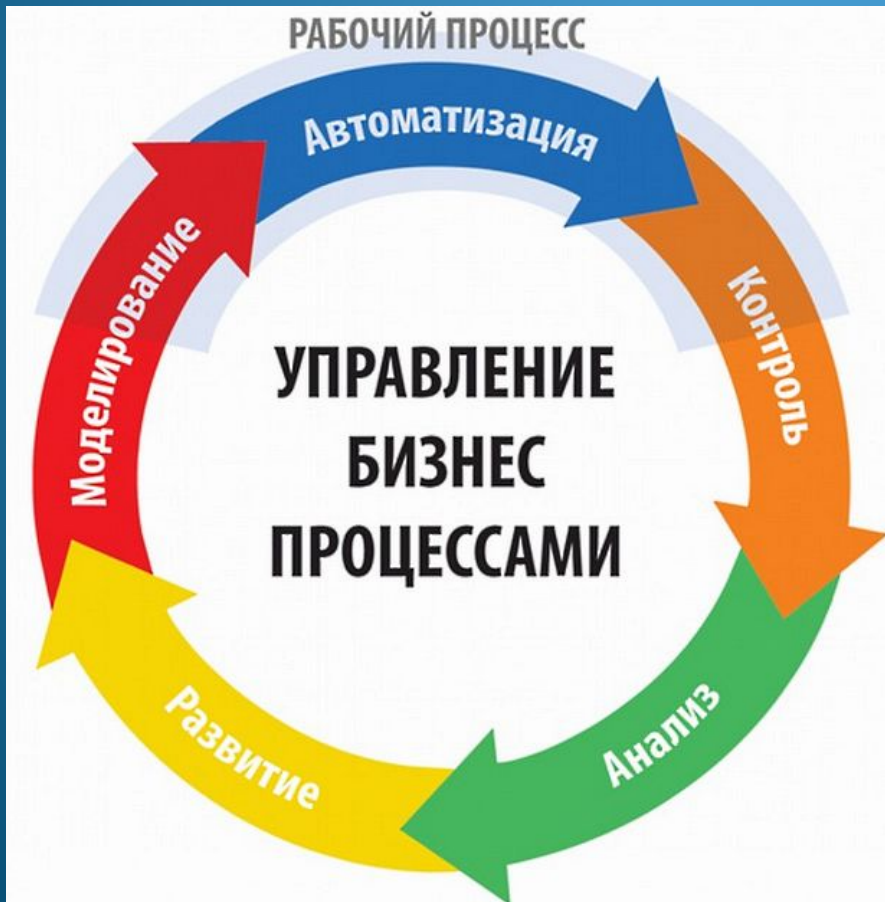 РАБОЧИЙ ПРОЦЕСС
Автоматизация
Контроль
Анализ
Развитие
Моделирование
УПРАВЛЕНИЕ
БИЗНЕС
ПРОЦЕССАМИ